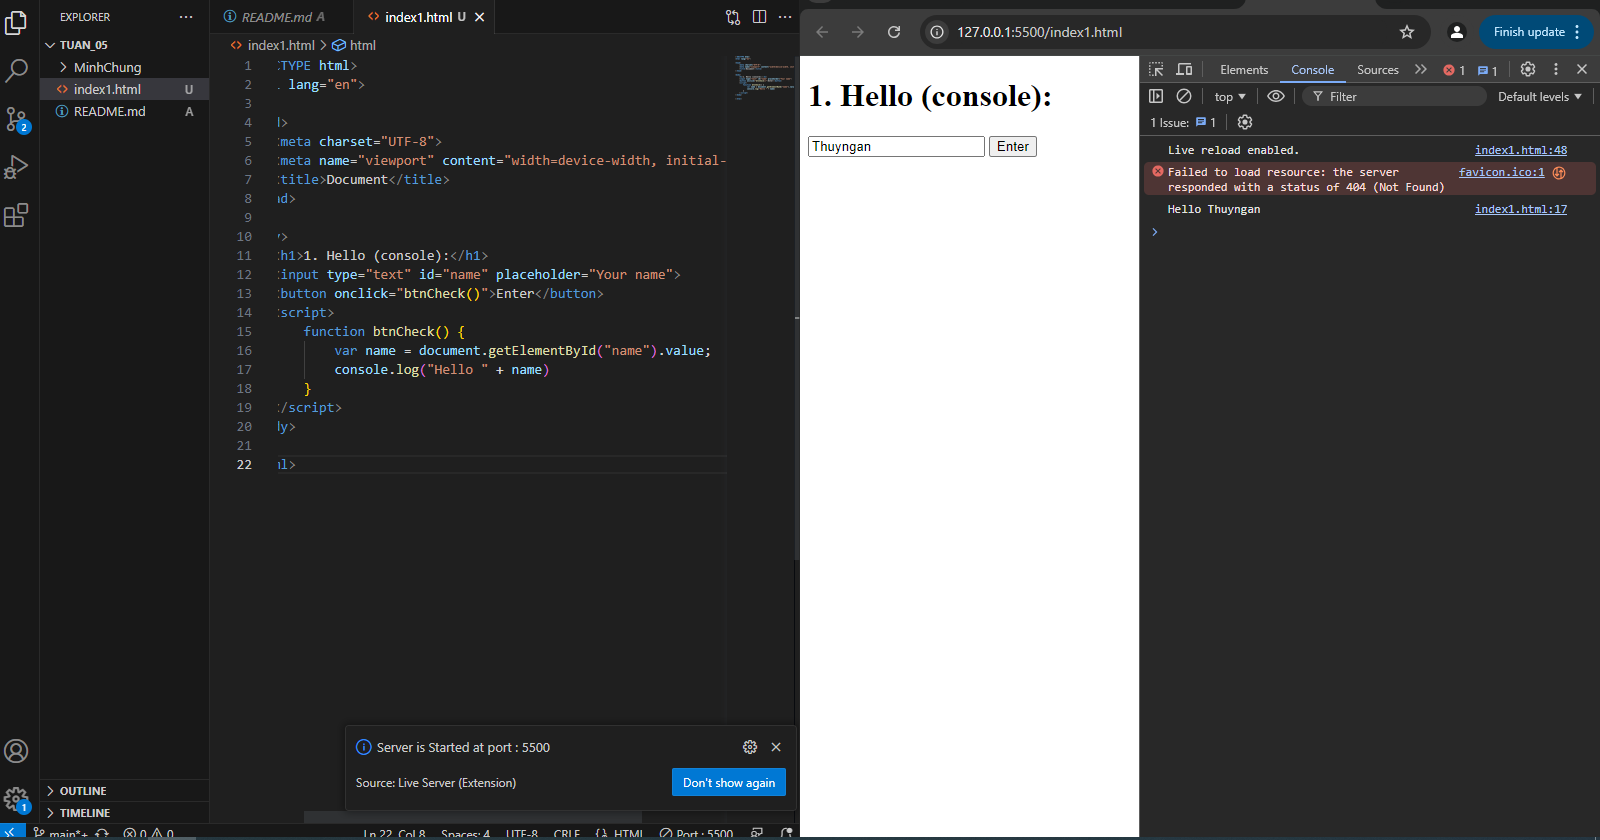 EXPLORER
TUAN_05
MinhChung
index1.html U
README.md A
OUTLINE
TIMELINE
2
1
README.md A
index1.html U
index1.html > html
1 <!TYPE html>
2 lang="en">
3
4 d>
5 <meta charset="UTF-8">
6 <meta name="viewport" content="width=device-width, initial-
7 <title>Document</title>
8 ad>
9
10 y>
11 <h1>1. Hello (console):</h1>
12 <input type="text" id="name" placeholder="Your name">
13 <button onclick="btnCheck()">Enter</button>
14 <script>
15 function btnCheck() {
16 var name = document.getElementById("name").value;
17 console.log("Hello " + name)
18 }
19 </script>
20 dy>
21
22 ml>
Server is Started at port : 5500
Source: Live Server (Extension)
Don't show again
main*+ 0 0 Ln 22, Col 8 Spaces: 4 UTF-8 CRLF {} HTML Port : 5500
127.0.0.1:5500/index1.html
Finish update
1. Hello (console):
Thuyngan Enter
Elements Console Sources 1 1
top Filter Default levels
1 Issue: 1
Live reload enabled. index1.html:48
Failed to load resource: the server favicon.ico:1
responded with a status of 404 (Not Found)
Hello Thuyngan index1.html:17